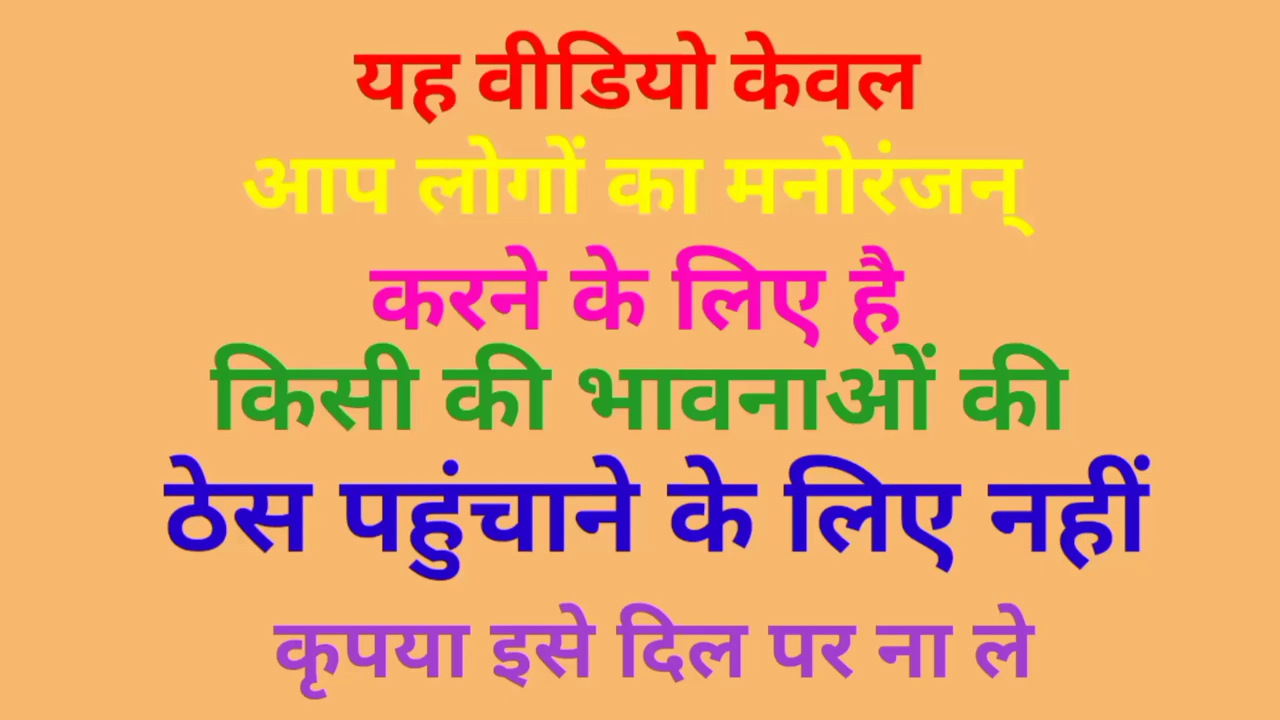 यह वीडियो केवल
आप लोगों का मनोरंजन्
करने के लिए है
किसी की भावनाओं की
ठेस पहुंचाने के लिए नहीं
कृपया इसे दिल पर ना ले